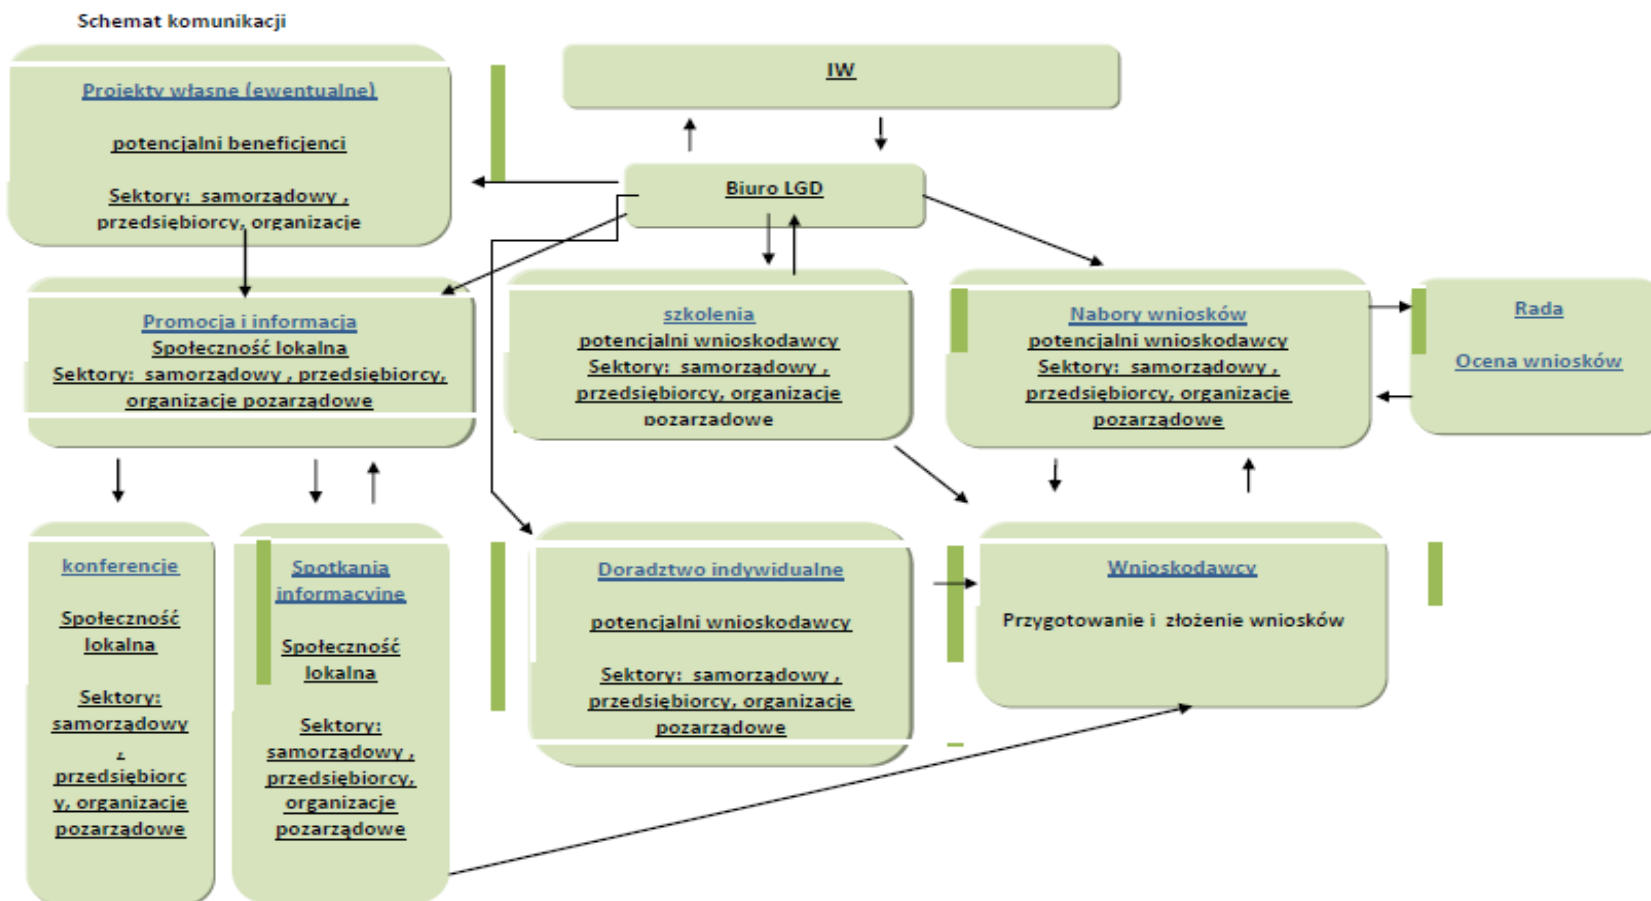 Schemat komunikacji
Projekty własne (ewentualne)
potencjalni beneficjenci
Sektory: samorządowy ,
przedsiębiorcy, organizacje
IW
Biuro LGD
Promocja i informacja
Społeczność lokalna
Sektory: samorządowy , przedsiębiorcy,
organizacje pozarządowe
szkolenia
potencjalni wnioskodawcy
Sektory: samorządowy ,
przedsiębiorcy, organizacje
pozarządowe
Nabory wniosków
potencjalni wnioskodawcy
Sektory: samorządowy ,
przedsiębiorcy, organizacje
pozarządowe
Rada
Ocena wniosków
konferencje
Społeczność
lokalna
Sektory:
samorządowy
,
przedsiębiorc
y, organizacje
pozarządowe
Spotkania
informacyjne
Społeczność
lokalna
Sektory:
samorządowy ,
przedsiębiorcy,
organizacje
pozarządowe
Doradztwo indywidualne
potencjalni wnioskodawcy
Sektory: samorządowy ,
przedsiębiorcy, organizacje
pozarządowe
Wnioskodawcy
Przygotowanie i złożenie wniosków